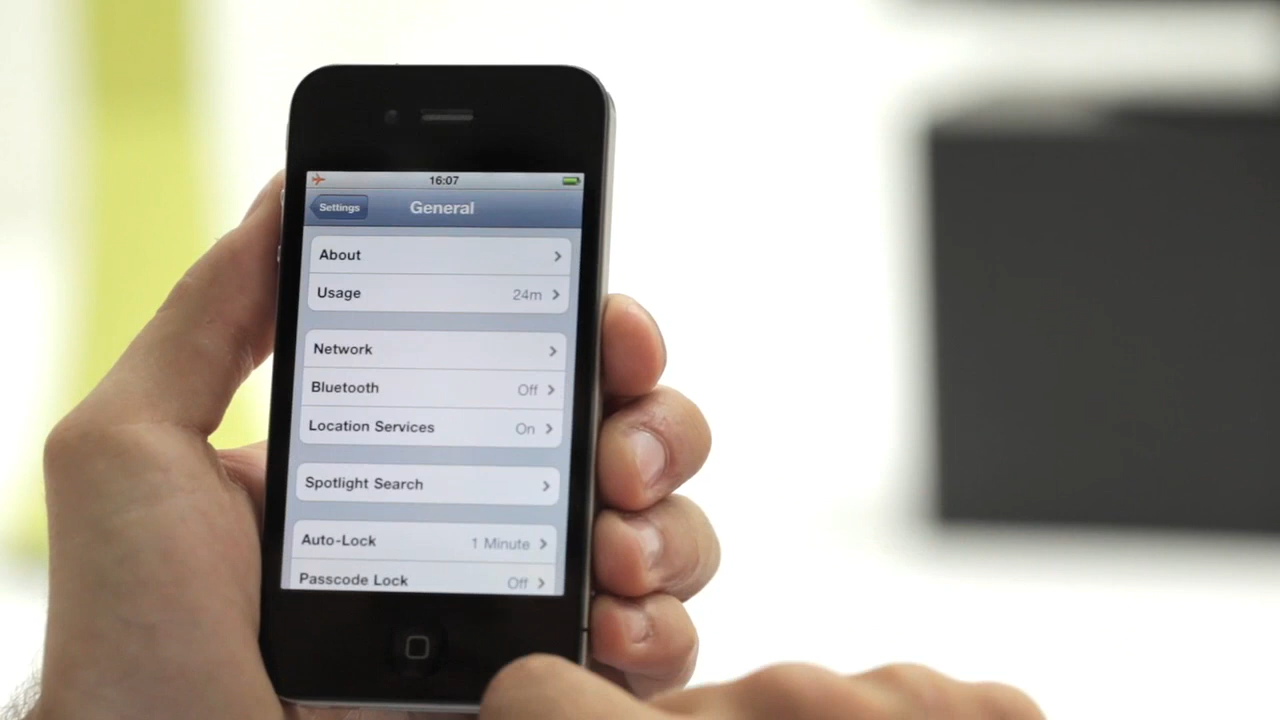 16:07
Settings General
About
Usage 24m
Network
Bluetooth Off
Location Services On
Spotlight Search
Auto-Lock 1 Minute
Passcode Lock Off